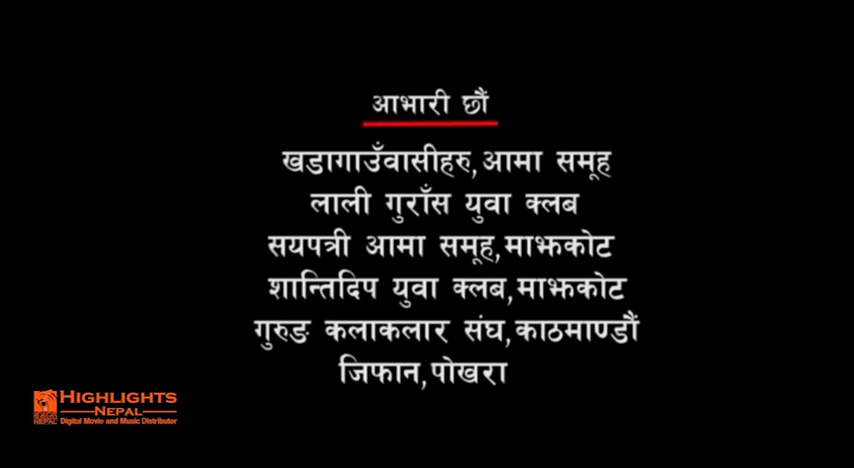 आभारी छौं
खडागाउँवासीहरु,आमा समूह
लाली गुराँस युवा क्लब
सयपत्री आमा समूह,माझकोट
शान्तिदिप युवा क्लब,माझकोट
गुरुङ कलाकलार संघ,काठमाण्डौं
जिफान,पोखरा
HIGHLIGHTS
NEPAL
Digital Movie and Music Distributor